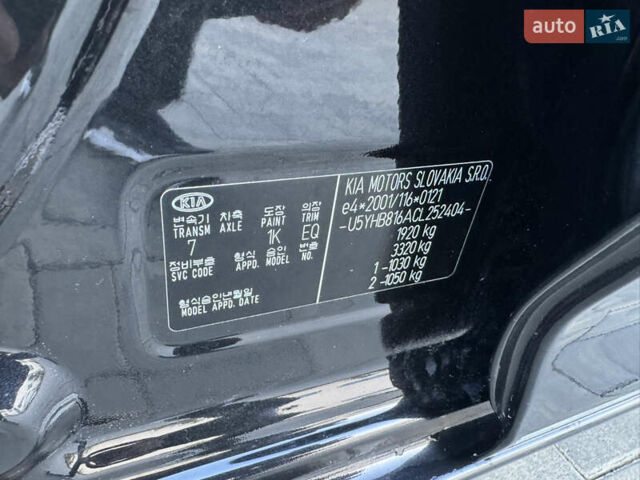 auto RIA .com
KIA
변속기 차축 도장 의장
TRANSM AXLE PAINT TRIM
7 1K EQ
정비부호 형식 승인 번호
SVC CODE APPD. NO.
형식승인년월일
MODEL APPD. DATE
KIA MOTORS SLOVAKIA S.R.O.
e4*2001/116*0121
-U5YHB816ACL252404-
1920 kg
3320 kg
1 -1030 kg
2 -1050 kg